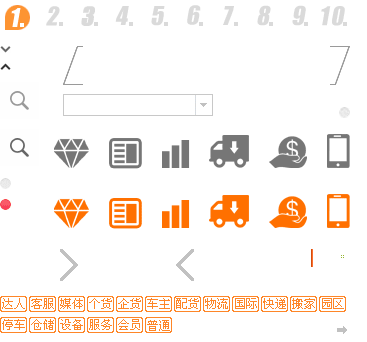 1. 2. 3. 4. 5. 6. 7. 8. 9. 10.
达人 客服 媒体 个货 企货 车主 配货 物流 国际 快递 搬家 园区
停车 仓储 设备 服务 会员 普通